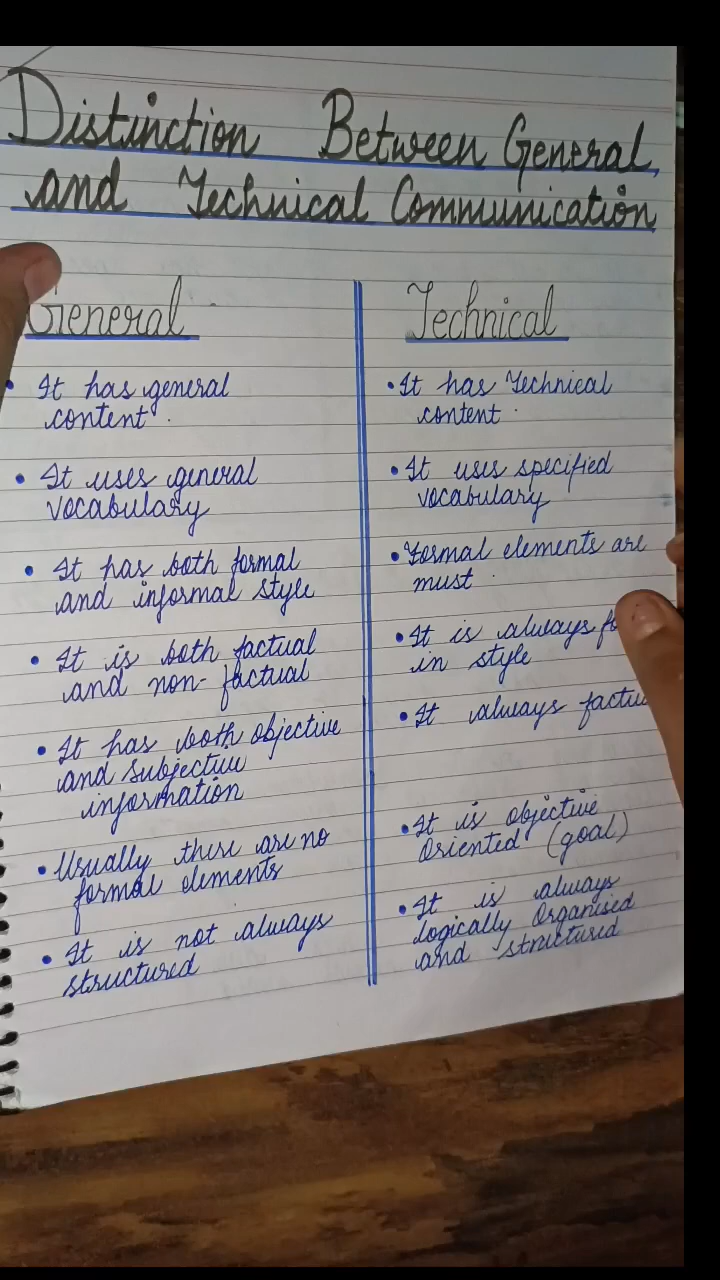 Distinction Between General,
and Technical Communication
General
It has general
content.
• It uses general
vocabulary
• It has both formal
and informal style
• It is both factual
and non-factual
• It has both objective
and subjective
information
• Usually there are no
formal elements
• It is not always
structured
Technical
• It has Technical
content.
• It uses specified
vocabulary
• Formal elements are
must.
• It is always
in style
• It always
• It is objective
Oriented (goal)
• It is always
logically Organised
and structured